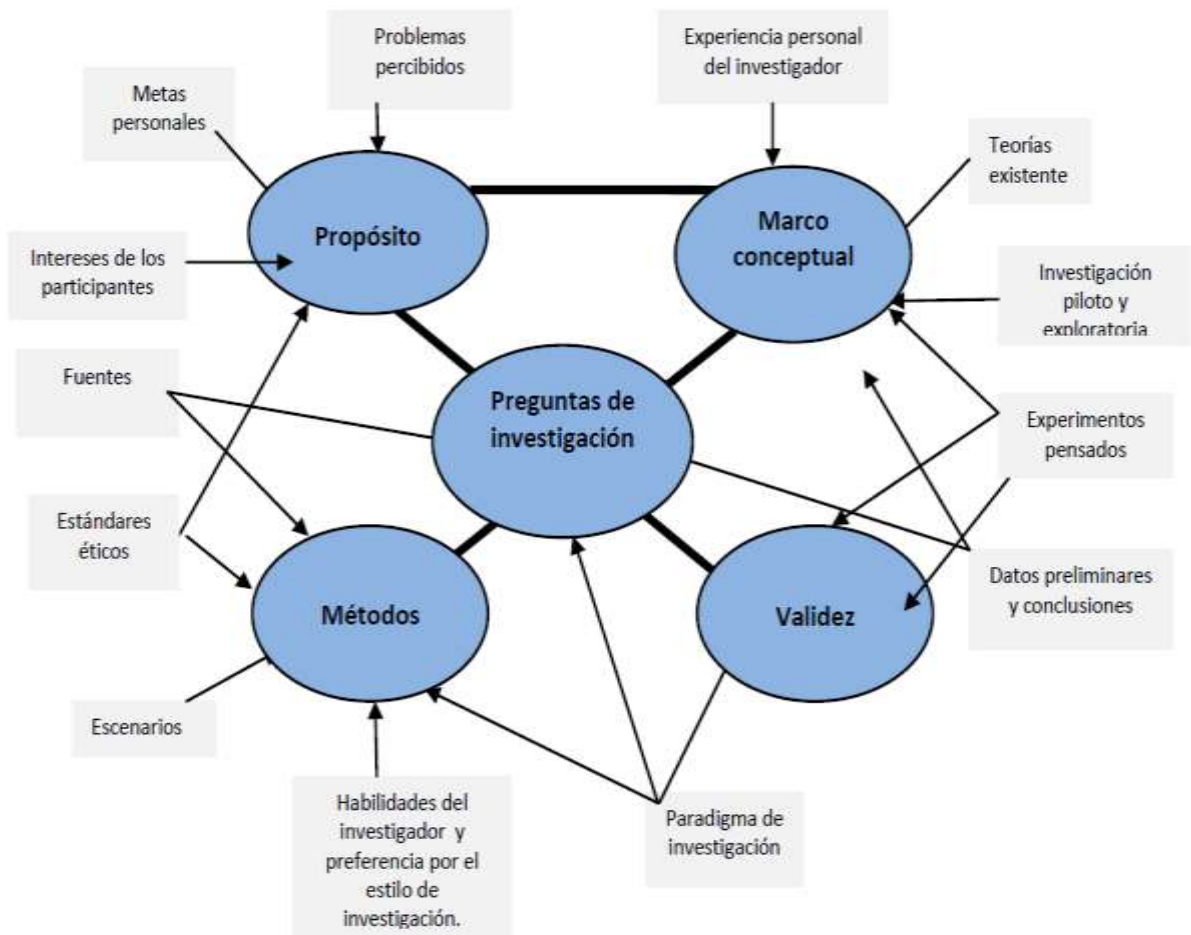 Problemas
percibidos
Experiencia personal
del investigador
Metas
personales
Teorías
existente
Propósito
Marco
conceptual
Intereses de los
participantes
Investigación
piloto y
exploratoria
Fuentes
Preguntas de
investigación
Experimentos
pensados
Estándares
éticos
Datos preliminares
y conclusiones
Métodos
Validez
Escenarios
Habilidades del
investigador y
preferencia por el
estilo de
investigación.
Paradigma de
investigación